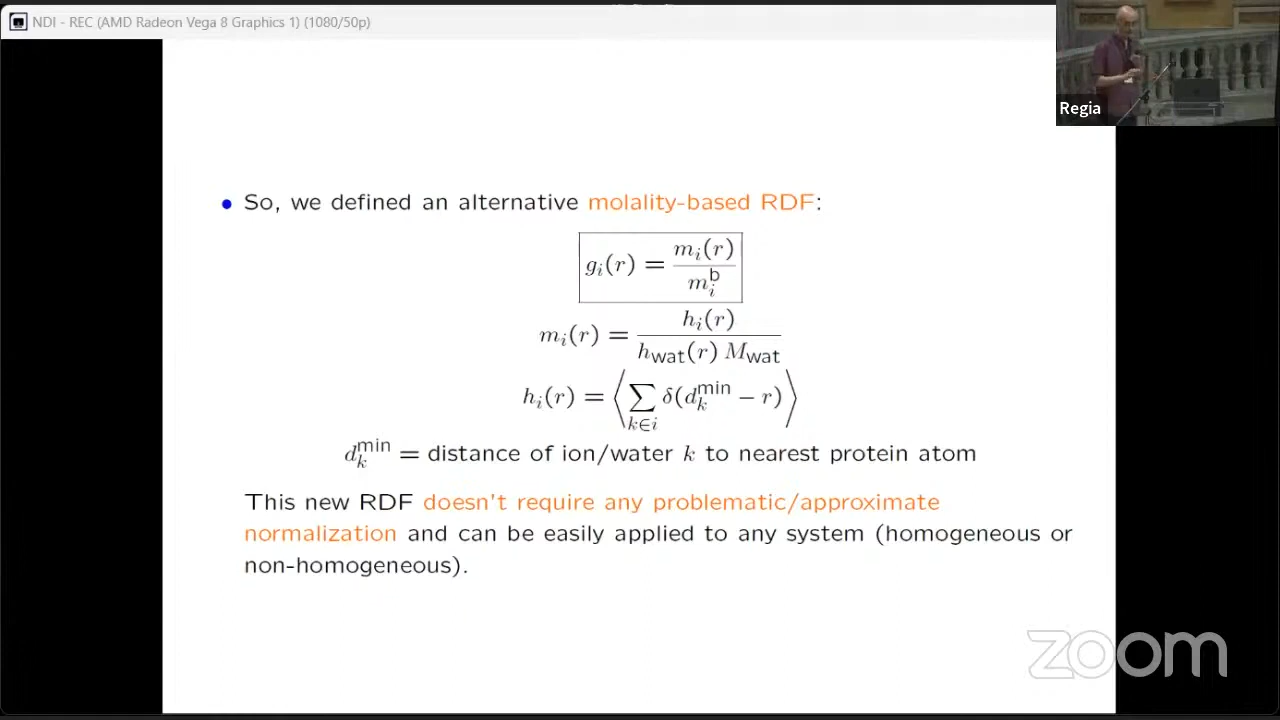 NDI - REC (AMD Radeon Vega 8 Graphics 1) (1080/50p)
Regia
• So, we defined an alternative molality-based RDF:
g_i(r) = m_i(r) / m_i^b
m_i(r) = h_i(r) / h_wat(r) M_wat
h_i(r) = ⟨ ∑_{k∈i} δ(d_k^min − r) ⟩
d_k^min = distance of ion/water k to nearest protein atom
This new RDF doesn't require any problematic/approximate
normalization and can be easily applied to any system (homogeneous or
non-homogeneous).
zoom